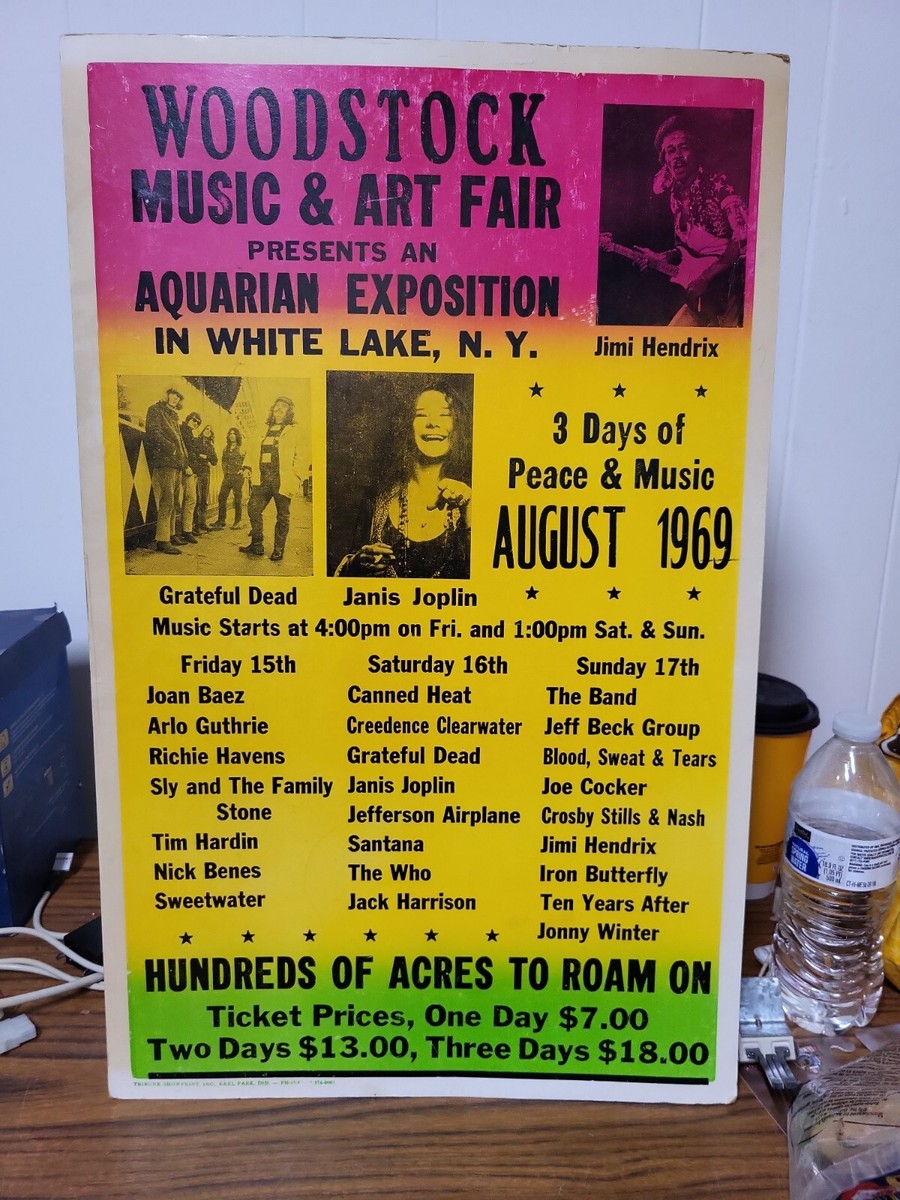 WOODSTOCK
MUSIC & ART FAIR
PRESENTS AN
AQUARIAN EXPOSITION
IN WHITE LAKE, N. Y.
Jimi Hendrix
3 Days of
Peace & Music
AUGUST 1969
Grateful Dead
Janis Joplin
Music Starts at 4:00pm on Fri. and 1:00pm Sat. & Sun.
Friday 15th
Joan Baez
Arlo Guthrie
Richie Havens
Sly and The Family
Stone
Tim Hardin
Nick Benes
Sweetwater
Saturday 16th
Canned Heat
Creedence Clearwater
Grateful Dead
Janis Joplin
Jefferson Airplane
Santana
The Who
Jack Harrison
Sunday 17th
The Band
Jeff Beck Group
Blood, Sweat & Tears
Joe Cocker
Crosby Stills & Nash
Jimi Hendrix
Iron Butterfly
Ten Years After
Jonny Winter
HUNDREDS OF ACRES TO ROAM ON
Ticket Prices, One Day $7.00
Two Days $13.00, Three Days $18.00
SPRING
WATER